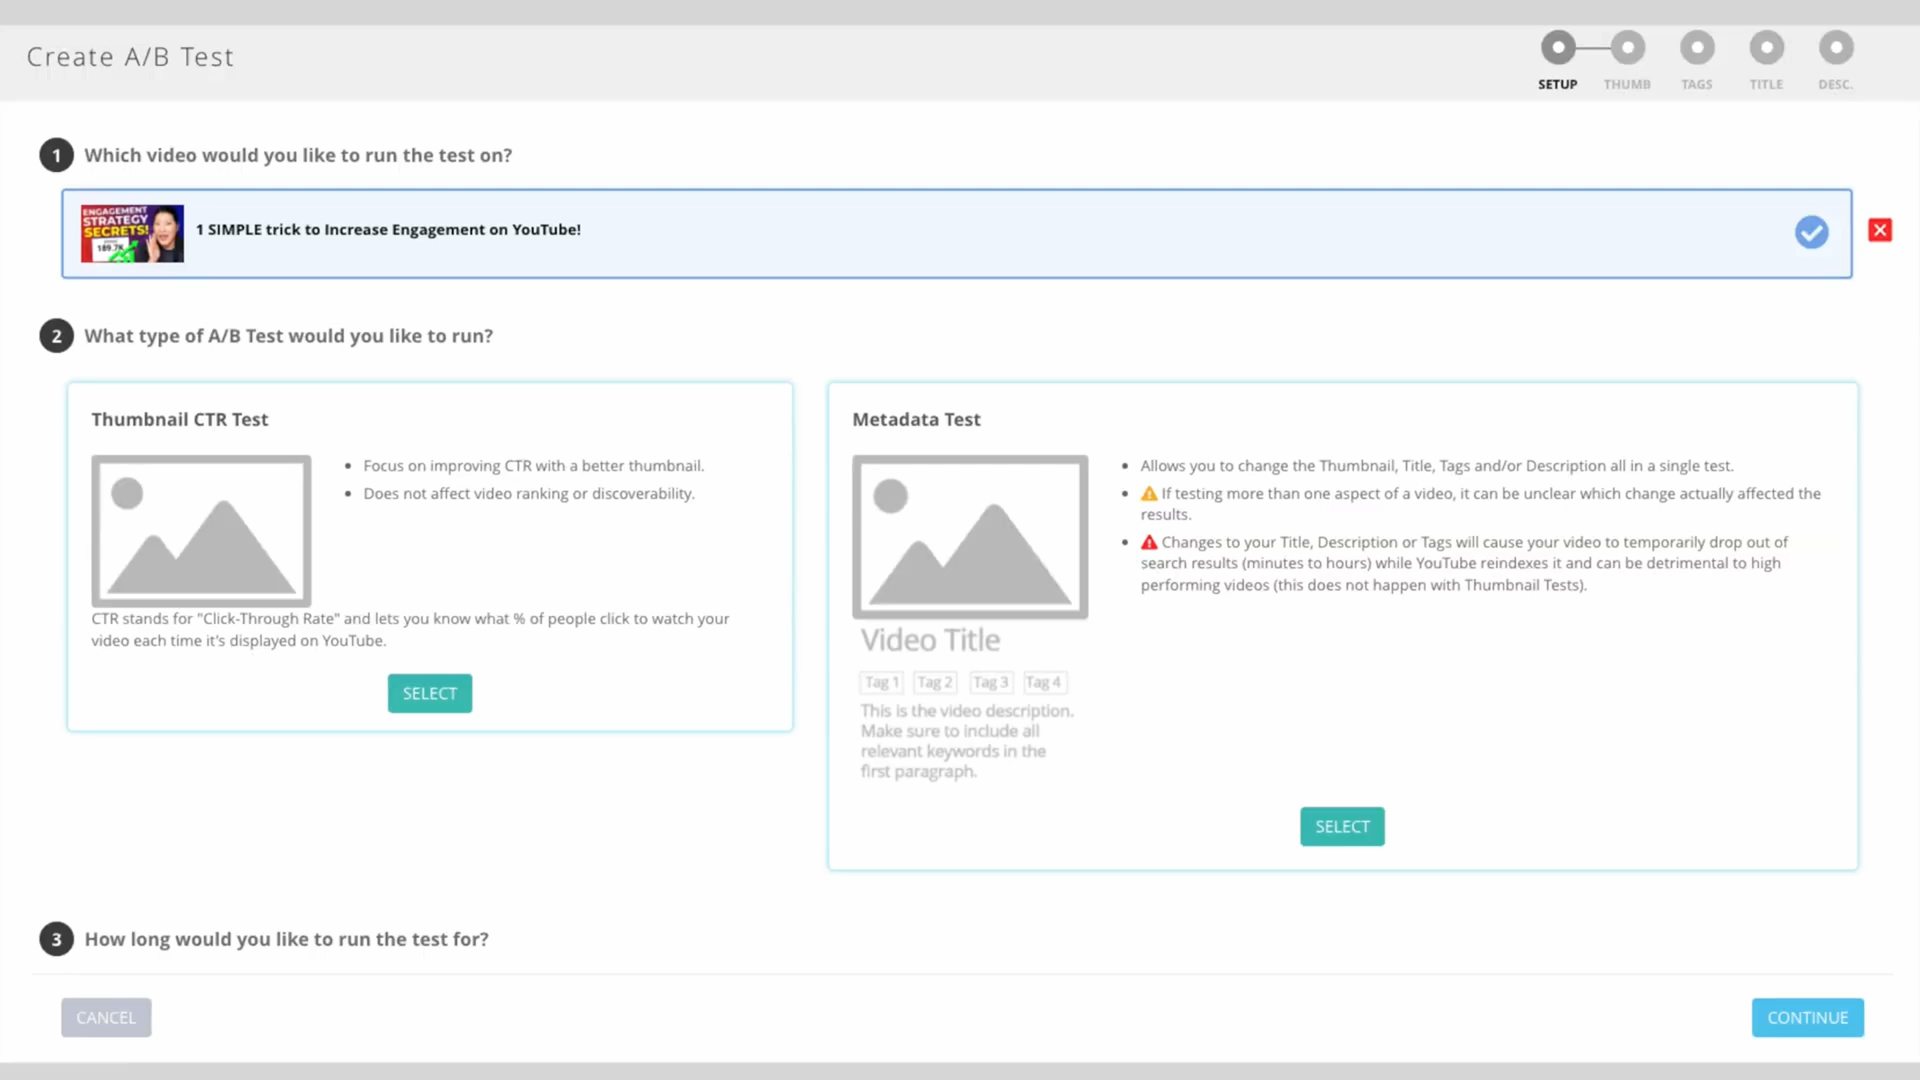 Create A/B Test
SETUP THUMB TAGS TITLE DESC.
1 Which video would you like to run the test on?
ENGAGEMENT
STRATEGY
SECRETS!
189.7K
1 SIMPLE trick to Increase Engagement on YouTube!
2 What type of A/B Test would you like to run?
Thumbnail CTR Test
• Focus on improving CTR with a better thumbnail.
• Does not affect video ranking or discoverability.
CTR stands for "Click-Through Rate" and lets you know what % of people click to watch your
video each time it's displayed on YouTube.
SELECT
Metadata Test
• Allows you to change the Thumbnail, Title, Tags and/or Description all in a single test.
• If testing more than one aspect of a video, it can be unclear which change actually affected the
results.
• Changes to your Title, Description or Tags will cause your video to temporarily drop out of
search results (minutes to hours) while YouTube reindexes it and can be detrimental to high
performing videos (this does not happen with Thumbnail Tests).
Video Title
Tag 1 Tag 2 Tag 3 Tag 4
This is the video description.
Make sure to include all
relevant keywords in the
first paragraph.
SELECT
3 How long would you like to run the test for?
CANCEL
CONTINUE